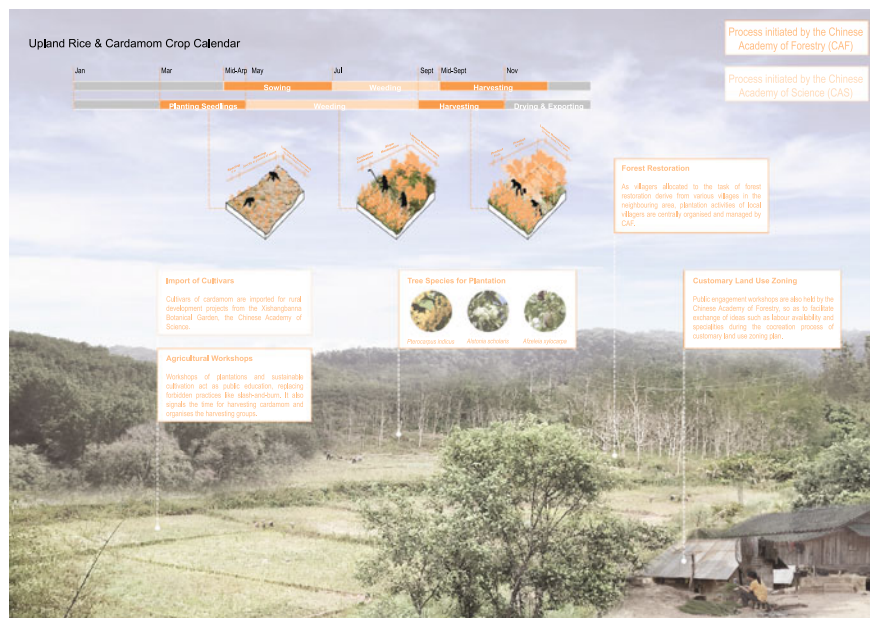 Upland Rice & Cardamom Crop Calendar
Process initiated by the Chinese
Academy of Forestry (CAF)
Process initiated by the Chinese
Academy of Science (CAS)
Jan
Mar
Mid-Arp
May
Jul
Sept
Mid-Sept
Nov
Sowing
Weeding
Harvesting
Planting Seedlings
Weeding
Harvesting
Drying & Exporting
Forest Restoration
As villagers allocated to the task of forest
restoration derive from various villages in the
neighbouring area, plantation activities of local
villagers are centrally organised and managed by
CAF.
Import of Cultivars
Cultivars of cardamom are imported for rural
development projects from the Xishangbanna
Botanical Garden, the Chinese Academy of
Science.
Tree Species for Plantation
Pterocarpus indicus
Alstonia scholaris
Customary Land Use Zoning
Public engagement workshops are also held by the
Chinese Academy of Forestry, so as to facilitate
exchange of ideas such as labour availability and
specialities during the cocreation process of
customary land use zoning plan.
Agricultural Workshops
Workshops of plantations and sustainable
cultivation act as public education, replacing
forbidden practices like slash-and-burn. It also
signals the time for harvesting cardamom and
organises the harvesting groups.